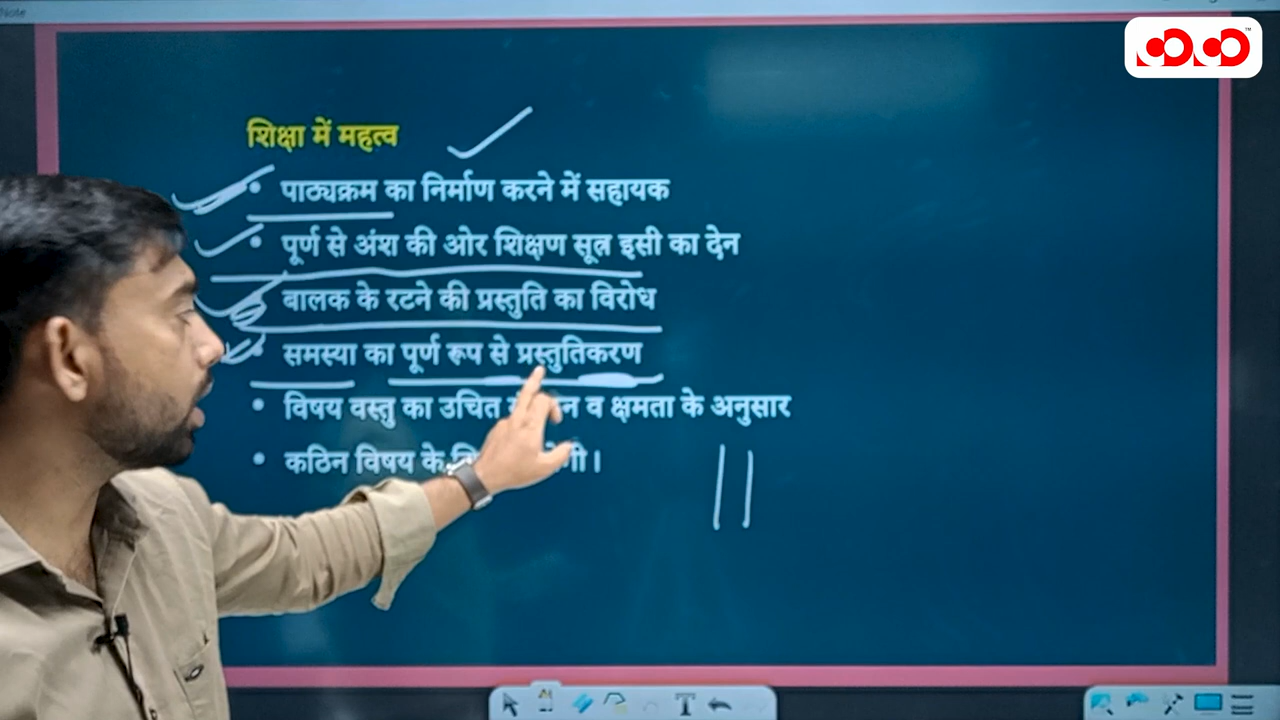 Note
शिक्षा में महत्व
• पाठ्यक्रम का निर्माण करने में सहायक
• पूर्ण से अंश की ओर शिक्षण सूत्र इसी का देन
बालक के रटने की प्रस्तुति का विरोध
• समस्या का पूर्ण रूप से प्रस्तुतिकरण
• विषय वस्तु का उचित व क्षमता के अनुसार
• कठिन विषय के